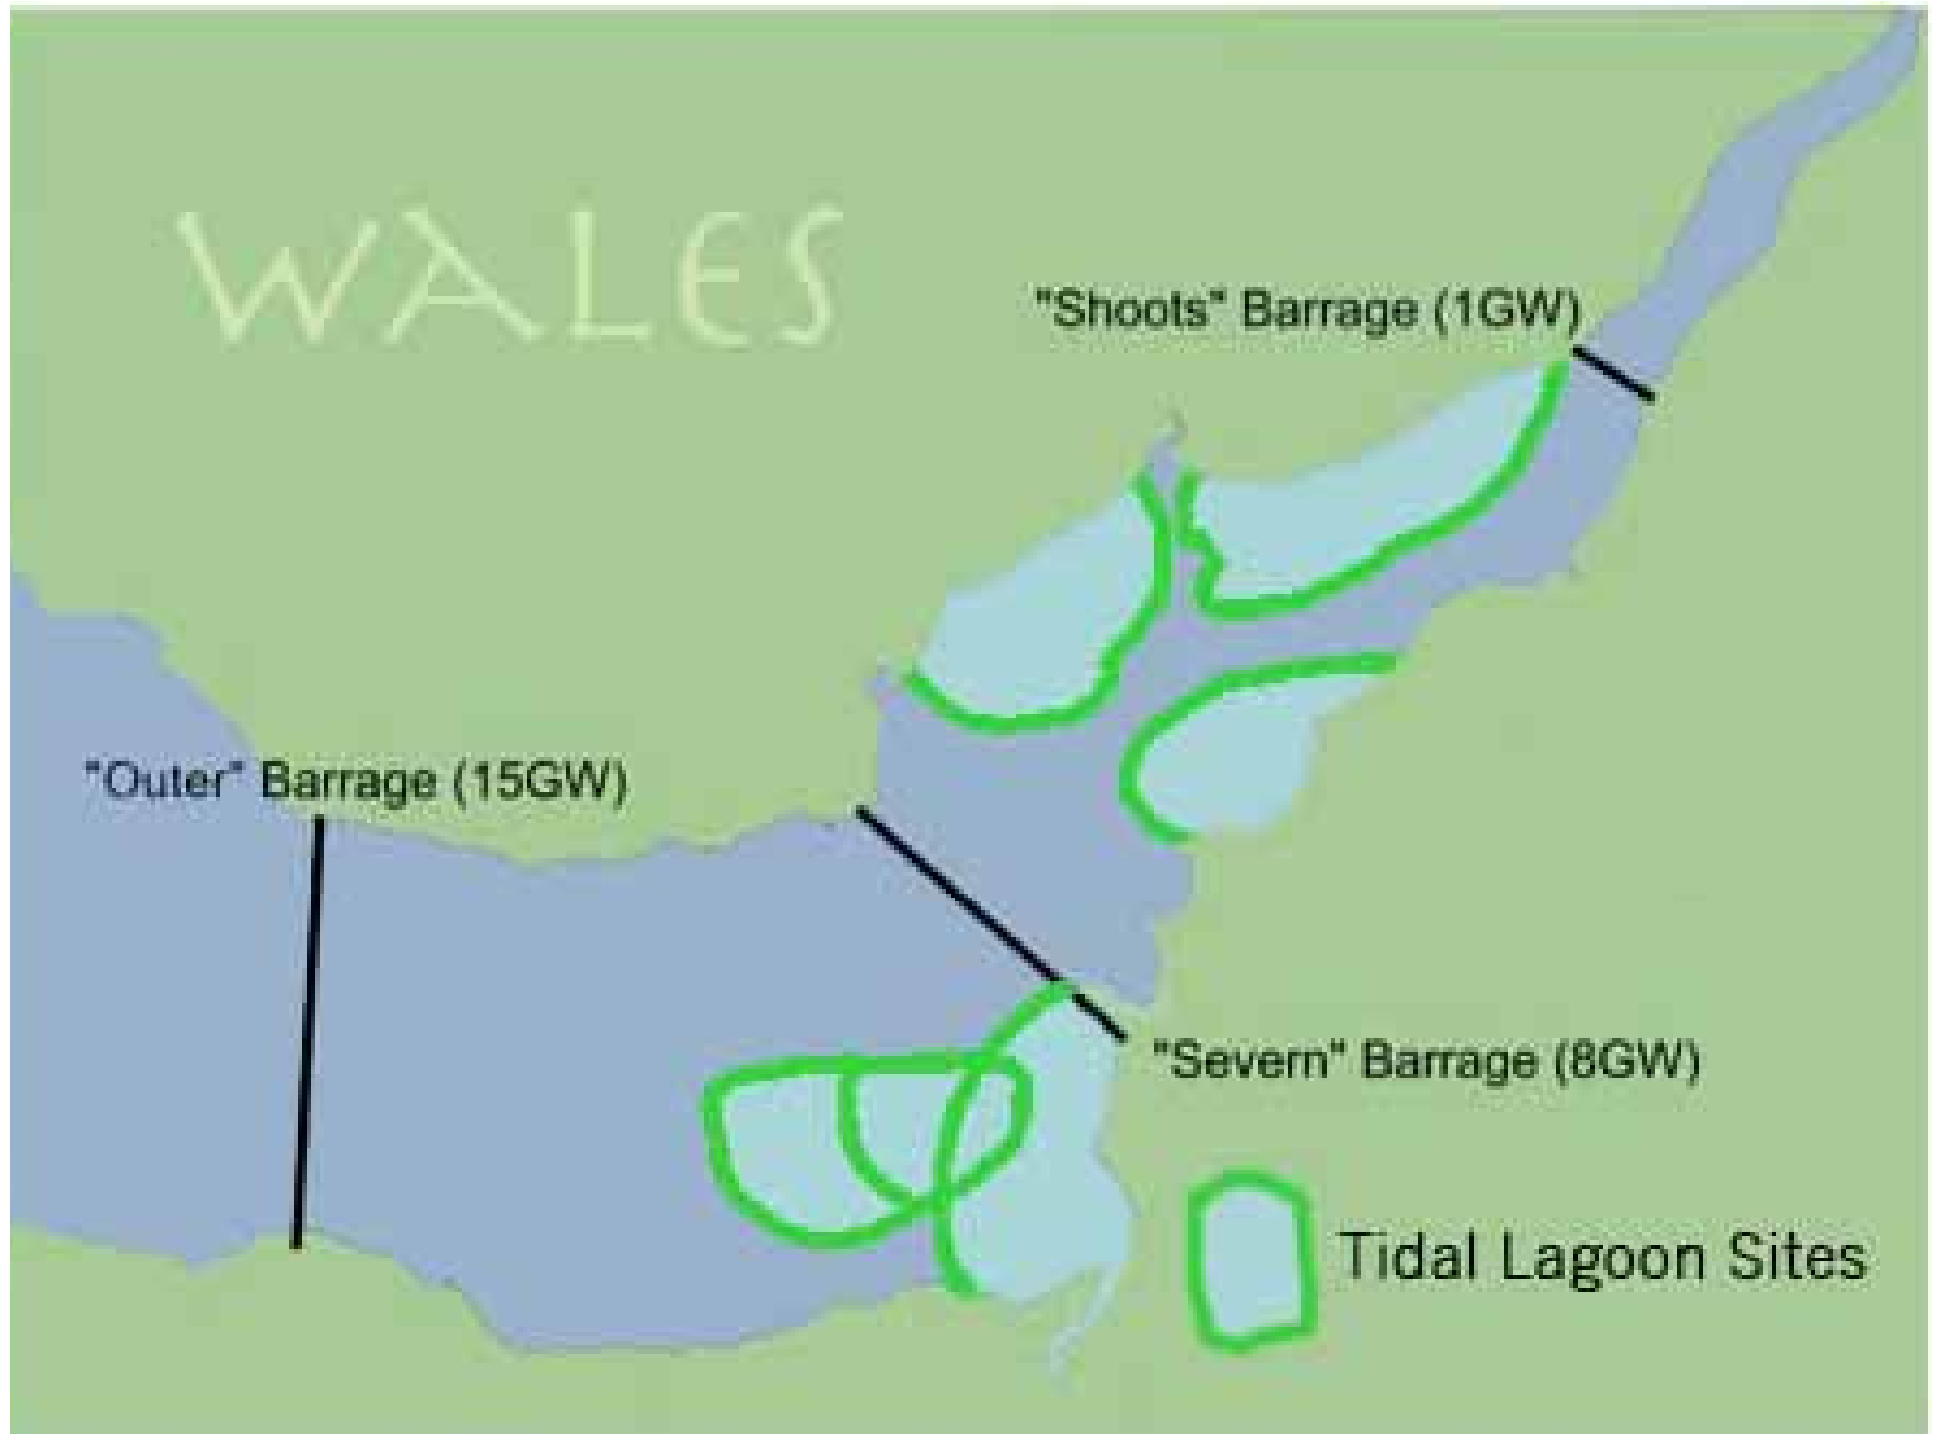 WALES
"Shoots" Barrage (1GW)
"Outer" Barrage (15GW)
"Severn" Barrage (8GW)
Tidal Lagoon Sites